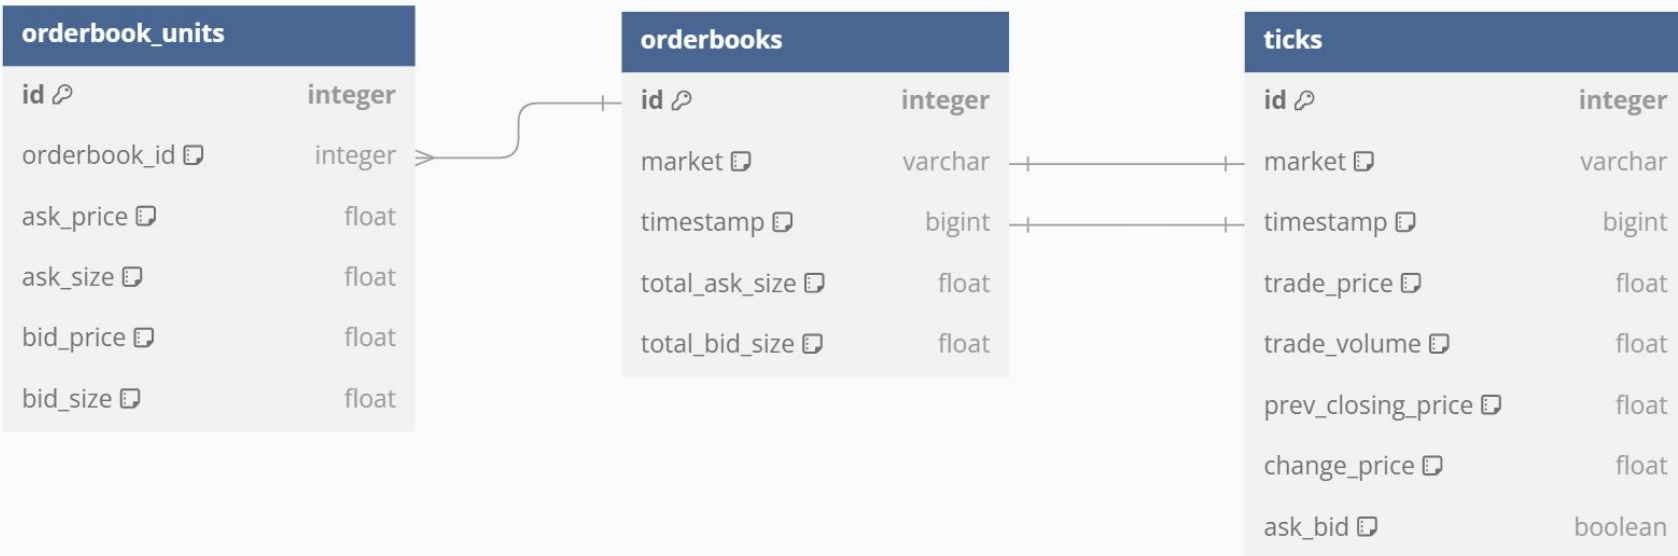 orderbook_units
id integer
orderbook_id integer
ask_price float
ask_size float
bid_price float
bid_size float
orderbooks
id integer
market varchar
timestamp bigint
total_ask_size float
total_bid_size float
ticks
id integer
market varchar
timestamp bigint
trade_price float
trade_volume float
prev_closing_price float
change_price float
ask_bid boolean